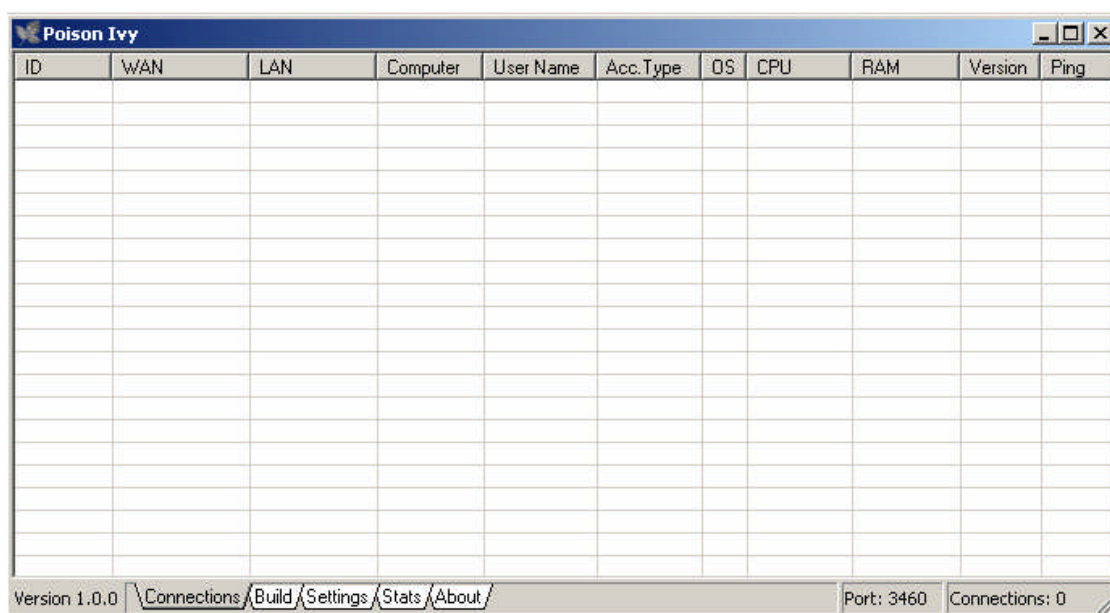 Poison Ivy
ID WAN LAN Computer User Name Acc.Type OS CPU RAM Version Ping
Version 1.0.0 Connections Build Settings Stats About Port: 3460 Connections: 0